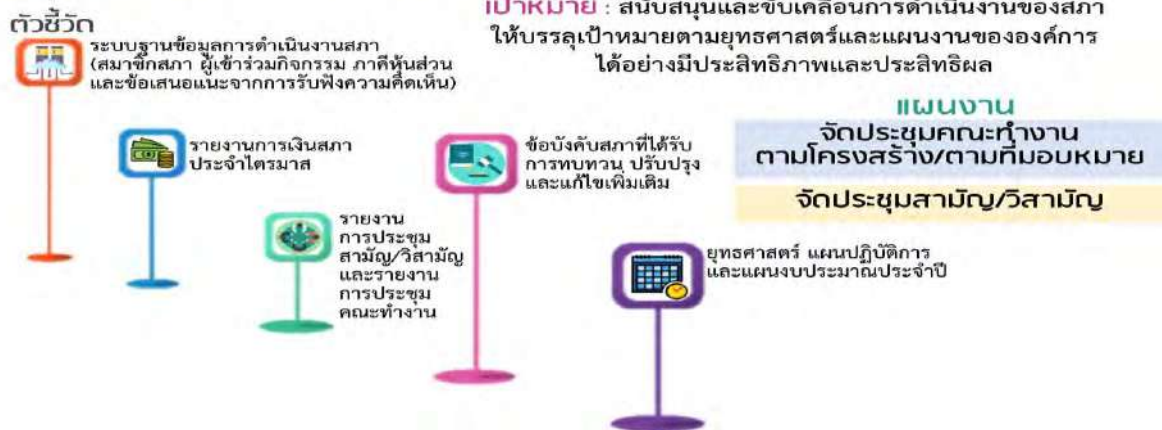 เป้าหมาย : สนับสนุนและขับเคลื่อนการดำเนินงานของสภา
ให้บรรลุเป้าหมายตามยุทธศาสตร์และแผนงานขององค์การ
ได้อย่างมีประสิทธิภาพและประสิทธิผล
ตัวชี้วัด
ระบบฐานข้อมูลการดำเนินงานสภา
(สมาชิกสภา ผู้เข้าร่วมกิจกรรม ภาคีหุ้นส่วน
และข้อเสนอแนะจากการรับฟังความคิดเห็น)
รายงานการเงินสภา
ประจำไตรมาส
รายงาน
การประชุม
สามัญ/วิสามัญ
และรายงาน
การประชุม
คณะทำงาน
ข้อบังคับสภาที่ได้รับ
การทบทวน ปรับปรุง
และแก้ไขเพิ่มเติม
ยุทธศาสตร์ แผนปฏิบัติการ
และแผนงบประมาณประจำปี
แผนงาน
จัดประชุมคณะทำงาน
ตามโครงสร้าง/ตามที่มอบหมาย
จัดประชุมสามัญ/วิสามัญ